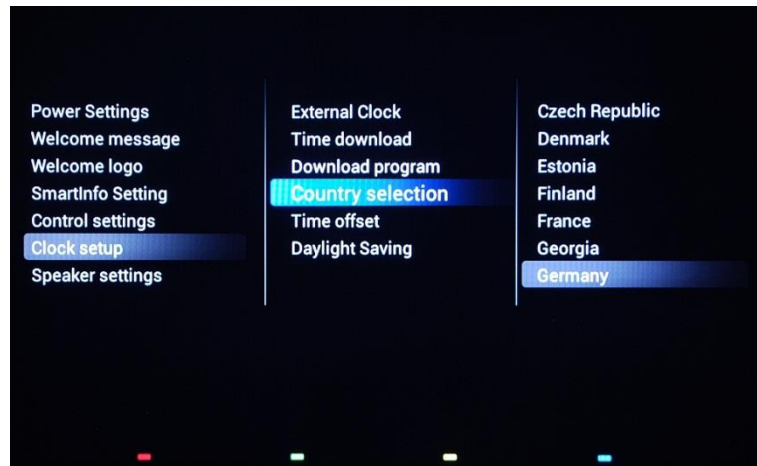 Power Settings
Welcome message
Welcome logo
SmartInfo Setting
Control settings
Clock setup
Speaker settings
External Clock
Time download
Download program
Country selection
Time offset
Daylight Saving
Czech Republic
Denmark
Estonia
Finland
France
Georgia
Germany